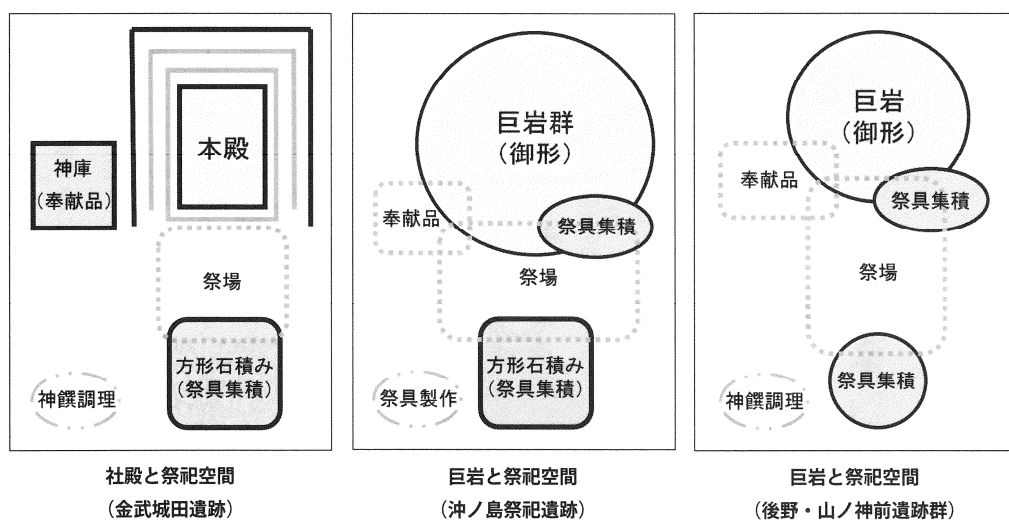 本殿
神庫
(奉献品)
祭場
方形石積み
(祭具集積)
神饌調理
社殿と祭祀空間
(金武城田遺跡)
巨岩群
(御形)
奉献品
祭具集積
祭場
方形石積み
(祭具集積)
祭具製作
巨岩と祭祀空間
(沖ノ島祭祀遺跡)
巨岩
(御形)
奉献品
祭具集積
祭場
祭具集積
神饌調理
巨岩と祭祀空間
(後野・山ノ神前遺跡群)